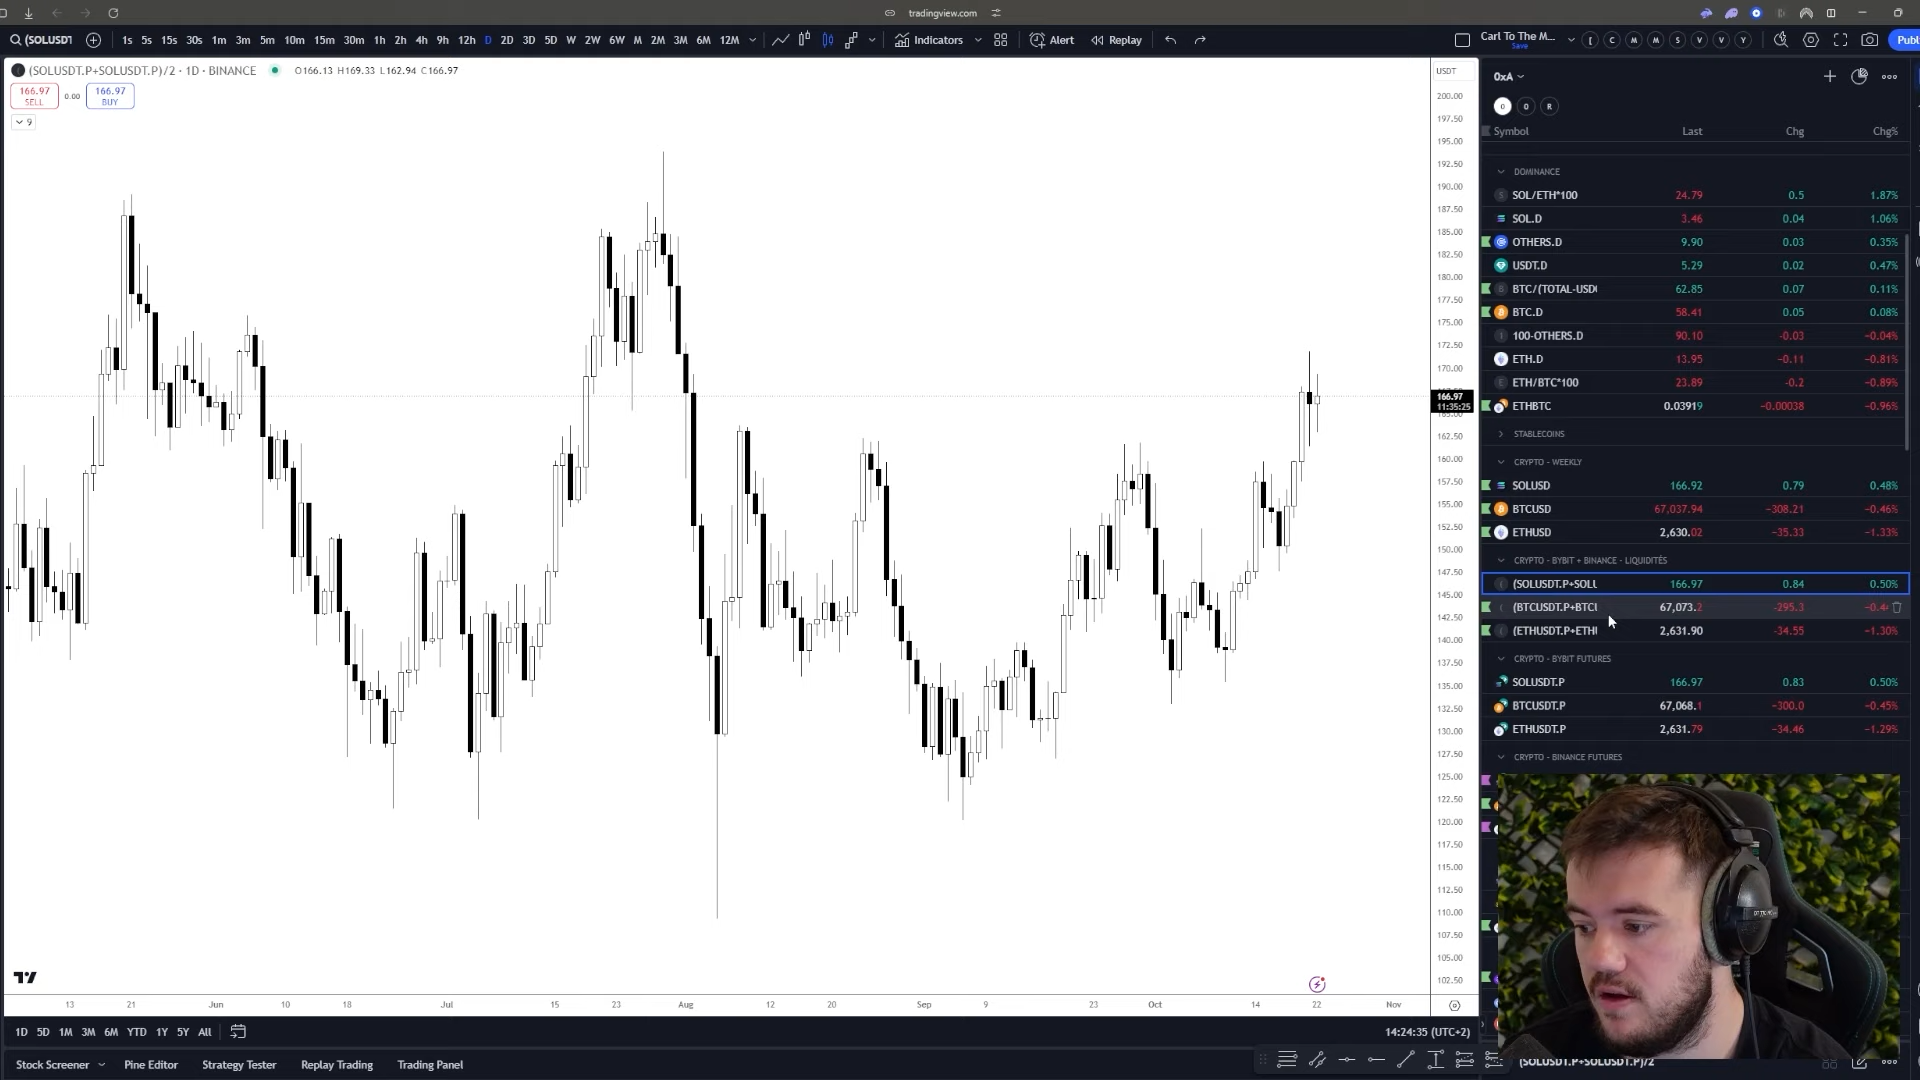 tradingview.com
(SOLUSDT 1s 5s 15s 30s 1m 3m 5m 10m 15m 30m 1h 2h 4h 9h 12h D 2D 3D 5D W 2W 6W M 2M 3M 6M 12M Indicators Alert Replay
Carl To The M...
Save
[ C M M S V V Y
Publ
(SOLUSDT.P+SOLUSDT.P)/2 · 1D · BINANCE O166.13 H169.33 L162.94 C166.97
166.97
SELL
0.00
166.97
BUY
9
USDT
200.00
197.50
195.00
192.50
190.00
187.50
185.00
182.50
180.00
177.50
175.00
172.50
170.00
166.97
11:35:25
162.50
160.00
157.50
155.00
152.50
150.00
147.50
145.00
142.50
140.00
137.50
135.00
132.50
130.00
127.50
125.00
122.50
120.00
117.50
115.00
112.50
110.00
107.50
105.00
102.50
13 21 Jun 10 18 Jul 15 23 Aug 12 20 Sep 9 23 Oct 14 22 Nov
1D 5D 1M 3M 6M YTD 1Y 5Y All
14:24:35 (UTC+2)
Stock Screener Pine Editor Strategy Tester Replay Trading Trading Panel
0xA
O O R
Symbol Last Chg Chg%
DOMINANCE
SOL/ETH*100 24.79 0.5 1.87%
SOL.D 3.46 0.04 1.06%
OTHERS.D 9.90 0.03 0.35%
USDT.D 5.29 0.02 0.47%
BTC/(TOTAL-USD 62.85 0.07 0.11%
BTC.D 58.41 0.05 0.08%
100-OTHERS.D 90.10 -0.03 −0.04%
ETH.D 13.95 −0.11 −0.81%
ETH/BTC*100 23.89 -0.2 −0.89%
ETHBTC 0.03919 −0.00038 −0.96%
STABLECOINS
CRYPTO - WEEKLY
SOLUSD 166.92 0.79 0.48%
BTCUSD 67,037.94 −308.21 −0.46%
ETHUSD 2,630.02 −35.33 −1.33%
CRYPTO - BYBIT + BINANCE - LIQUIDITÉS
(SOLUSDT.P+SOLU 166.97 0.84 0.50%
(BTCUSDT.P+BTCU 67,073.2 -295.3 −0.4
(ETHUSDT.P+ETHU 2,631.90 -34.55 −1.30%
CRYPTO - BYBIT FUTURES
SOLUSDT.P 166.97 0.83 0.50%
BTCUSDT.P 67,068.1 −300.0 −0.45%
ETHUSDT.P 2,631.79 −34.46 −1.29%
CRYPTO - BINANCE FUTURES
(SOLUSDT.P+SOLUSDT.P)/2